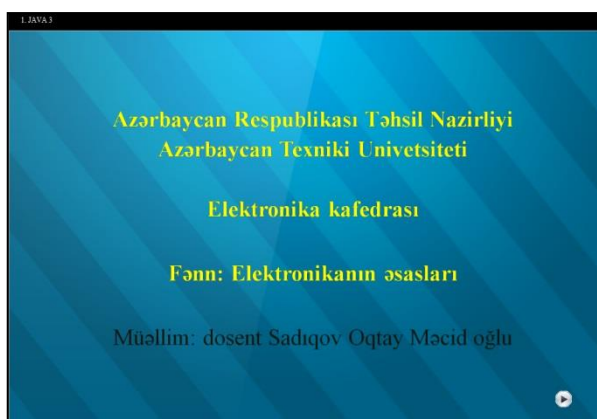 1. JAVA 3
Azərbaycan Respublikası Təhsil Nazirliyi
Azərbaycan Texniki Univetsiteti
Elektronika kafedrası
Fənn: Elektronikanın əsasları
Müəllim: dosent Sadıqov Oqtay Məcid oğlu